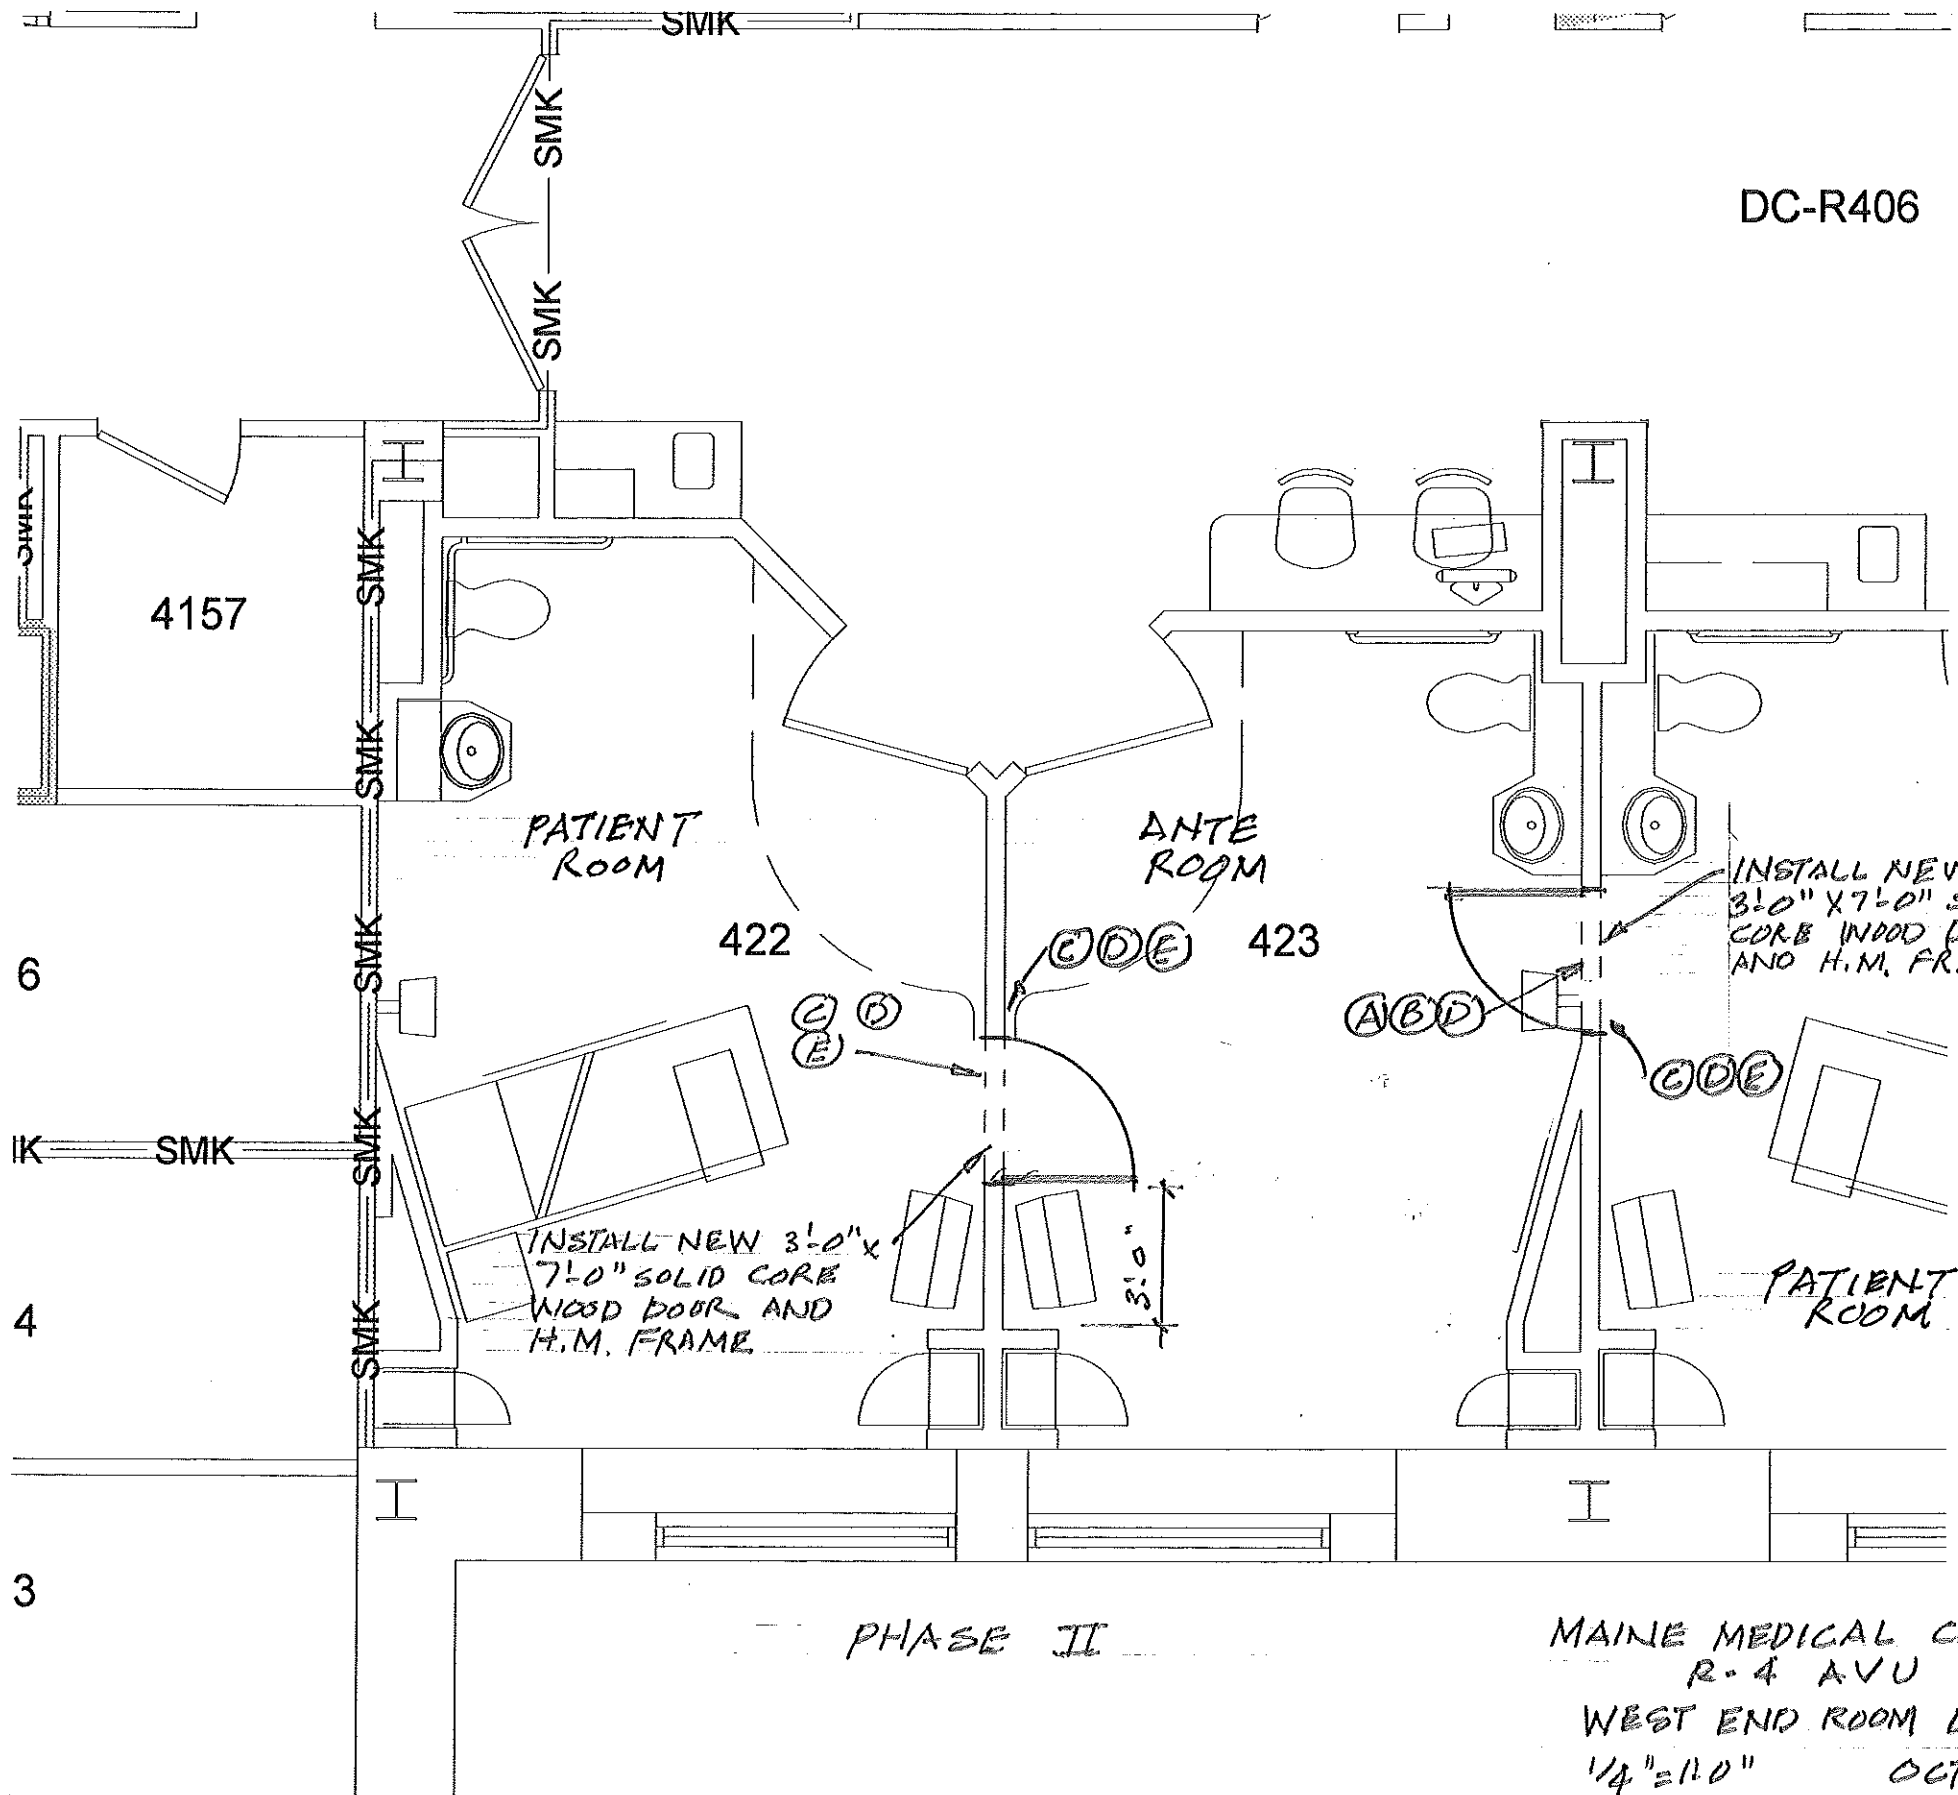 SMK
SMK
SMK
DC-R406
SMK
4157
SMK
SMK
PATIENT
ROOM
ANTE
ROOM
INSTALL NEW
3'-0" X 7'-0"
CORE WOOD
AND H.M. FR.
422
C D E
423
SMK
6
C D
E
A B D
C D E
SMK
SMK
INSTALL NEW 3'-0" X
7'-0" SOLID CORE
WOOD DOOR AND
H.M. FRAME
3'-0"
PATIENT
ROOM
4
SMK
3
PHASE II
MAINE MEDICAL
R-4 AVU
WEST END ROOM
1/4"=1'-0" OCT